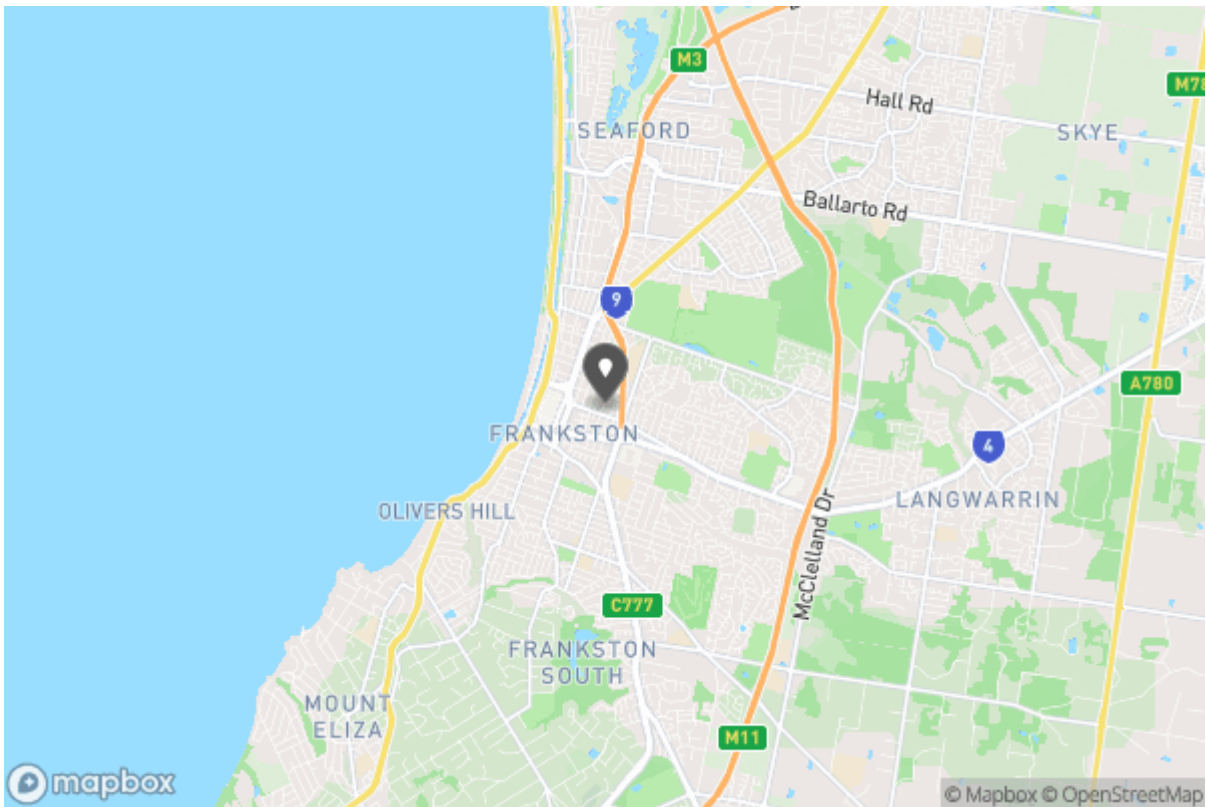 M3
M78
Hall Rd
SEAFORD
SKYE
Ballarto Rd
9
A780
FRANKSTON
4
LANGWARRIN
OLIVERS HILL
McClelland Dr
C777
FRANKSTON
SOUTH
MOUNT
ELIZA
M11
mapbox
© Mapbox © OpenStreetMap